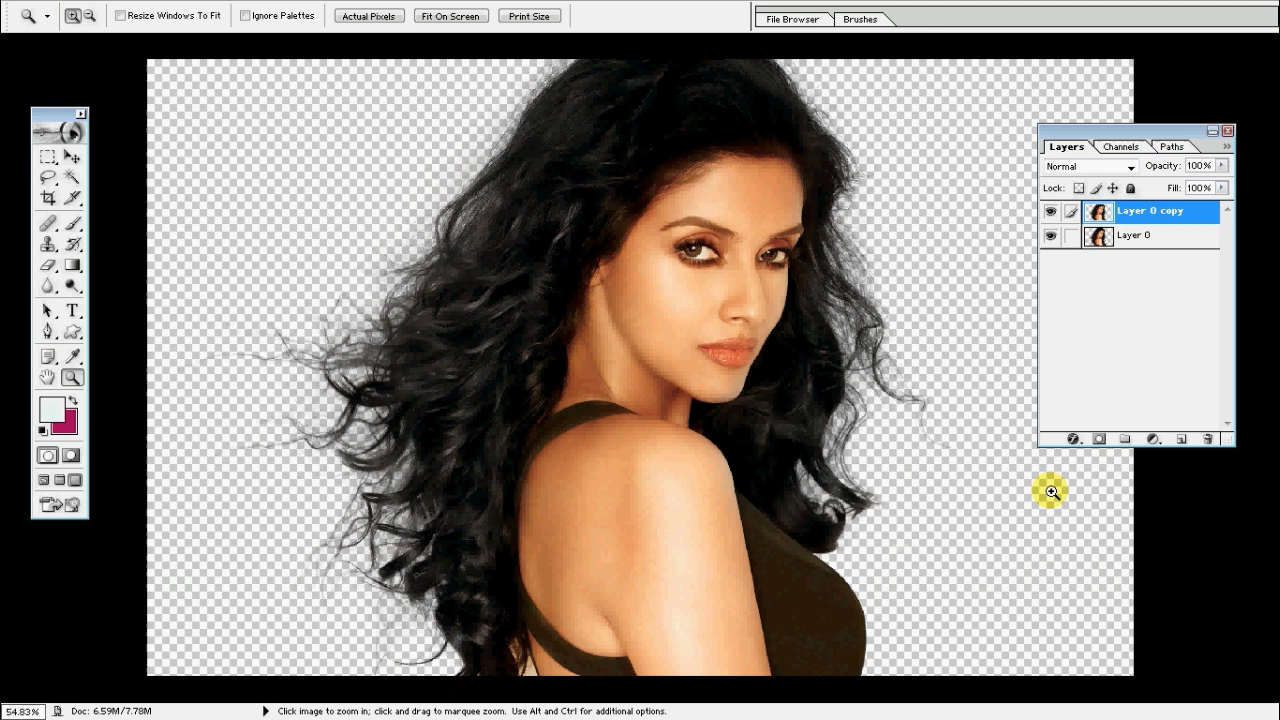 Resize Windows To Fit Ignore Palettes Actual Pixels Fit On Screen Print Size File Browser Brushes
Layers Channels Paths
Normal Opacity: 100%
Lock: Fill: 100%
Layer 0 copy
Layer 0
54.83% Doc: 6.59M/7.78M Click image to zoom in; click and drag to marquee zoom. Use Alt and Ctrl for additional options.